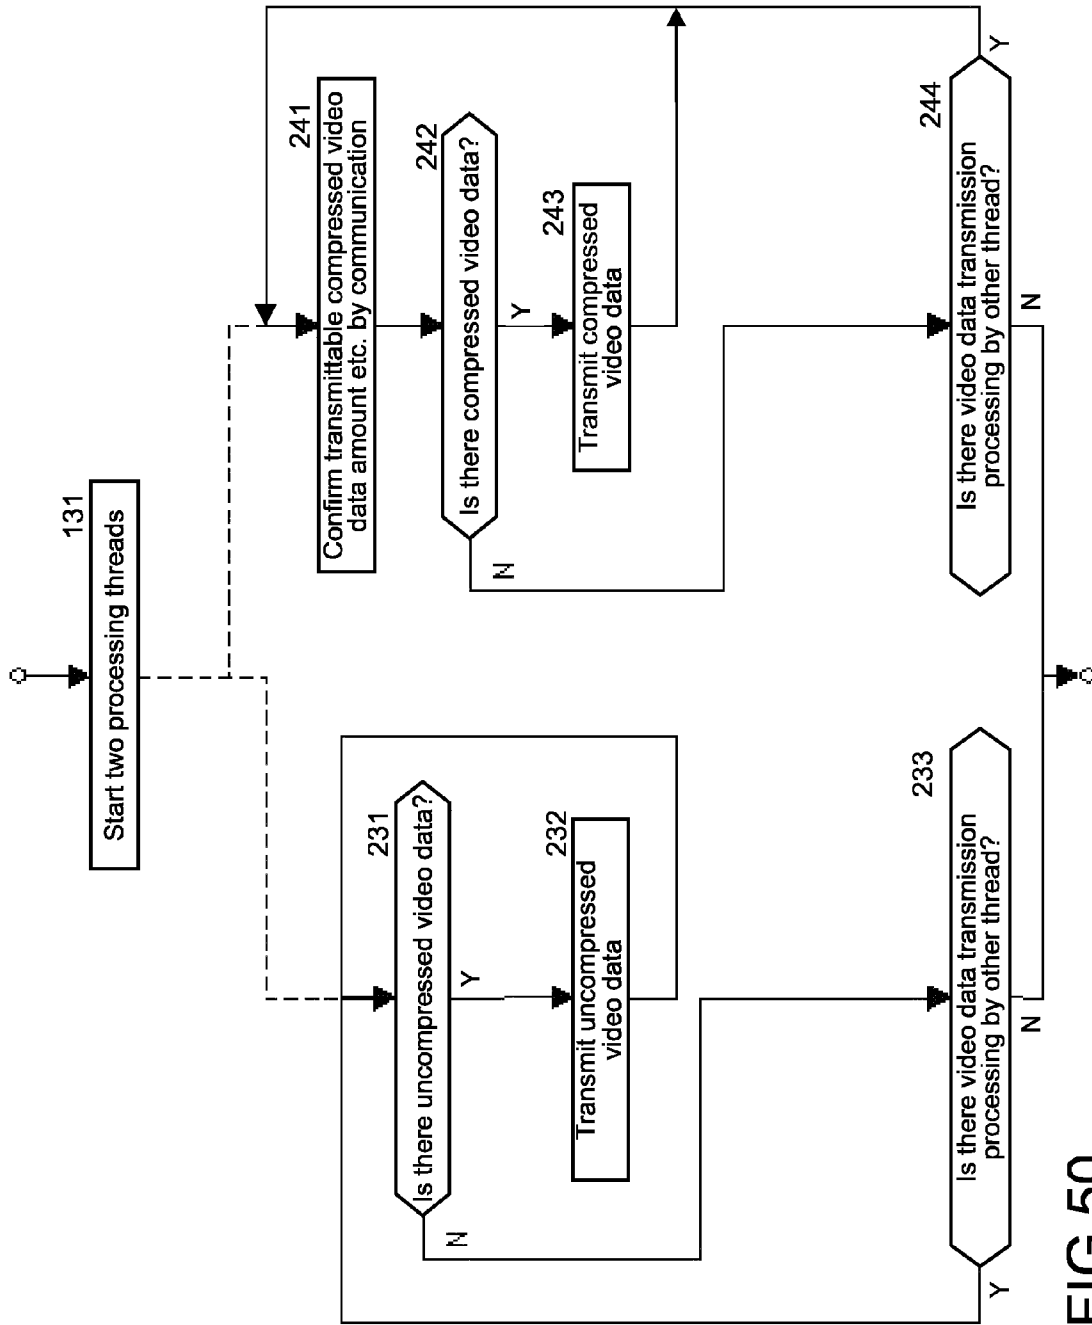 131
Start two processing threads
231
Is there uncompressed video data?
Y
N
232
Transmit uncompressed
video data
233
Is there video data transmission
processing by other thread?
Y
N
241
Confirm transmittable compressed video
data amount etc. by communication
242
Is there compressed video data?
Y
N
243
Transmit compressed
video data
244
Is there video data transmission
processing by other thread?
Y
N
FIG.50